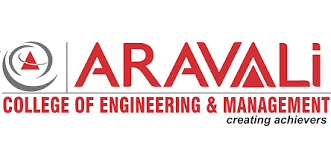 ARAVALi
COLLEGE OF ENGINEERING & MANAGEMENT
creating achievers